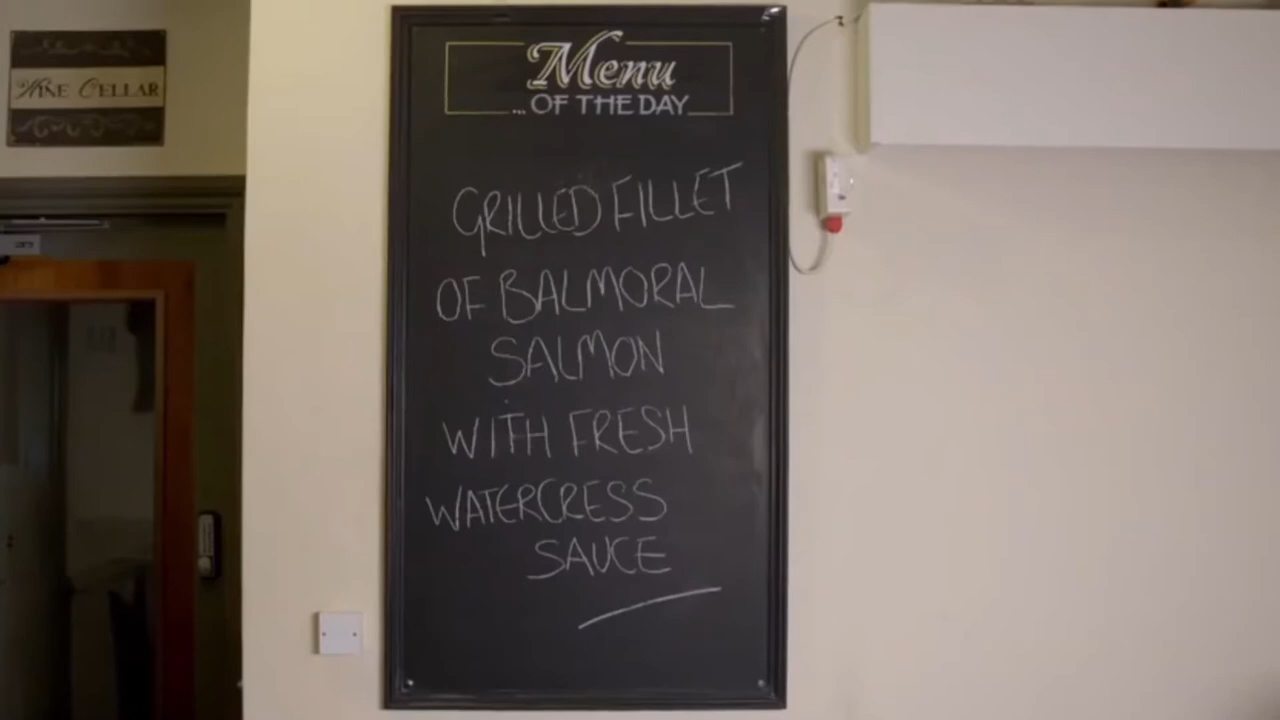 WINE CELLAR
Menu
...OF THE DAY
GRILLED FILLET
OF BALMORAL
SALMON
WITH FRESH
WATERCRESS
SAUCE